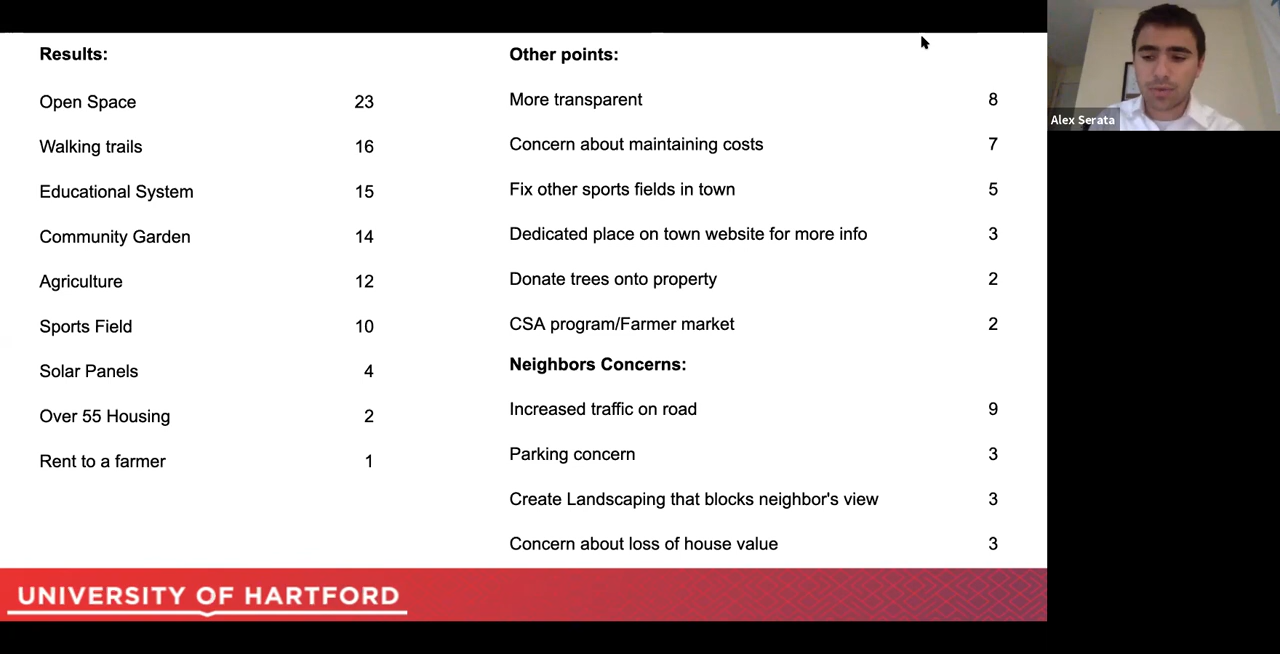 Results:
Open Space 23
Walking trails 16
Educational System 15
Community Garden 14
Agriculture 12
Sports Field 10
Solar Panels 4
Over 55 Housing 2
Rent to a farmer 1
Other points:
More transparent 8
Concern about maintaining costs 7
Fix other sports fields in town 5
Dedicated place on town website for more info 3
Donate trees onto property 2
CSA program/Farmer market 2
Neighbors Concerns:
Increased traffic on road 9
Parking concern 3
Create Landscaping that blocks neighbor's view 3
Concern about loss of house value 3
UNIVERSITY OF HARTFORD
Alex Serata